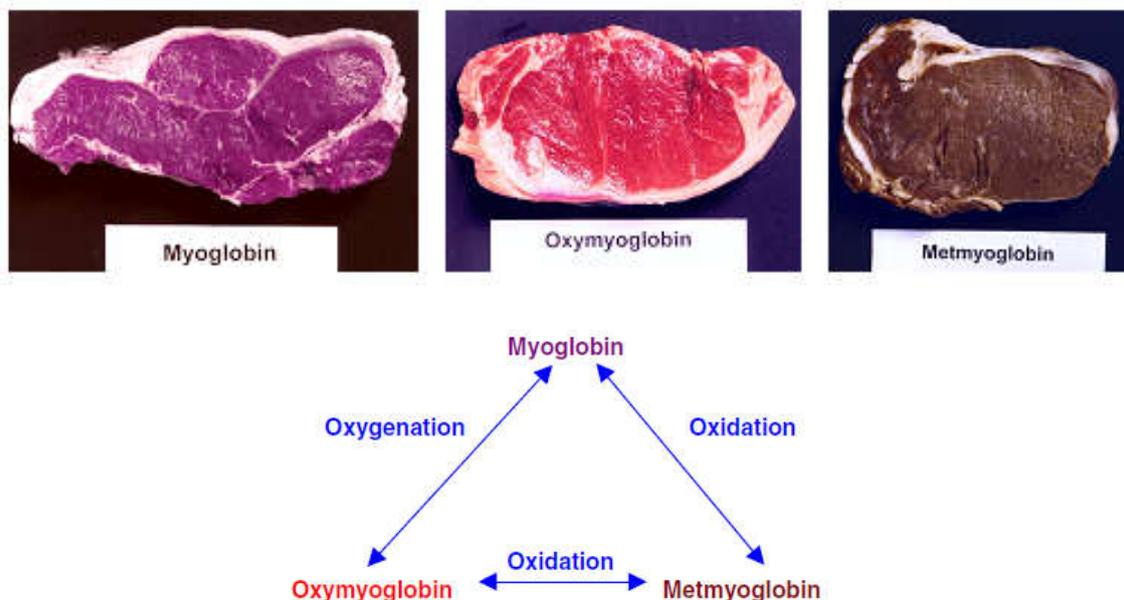 Myoglobin
Oxymyoglobin
Metmyoglobin
Myoglobin
Oxygenation
Oxidation
Oxidation
Oxymyoglobin
Metmyoglobin